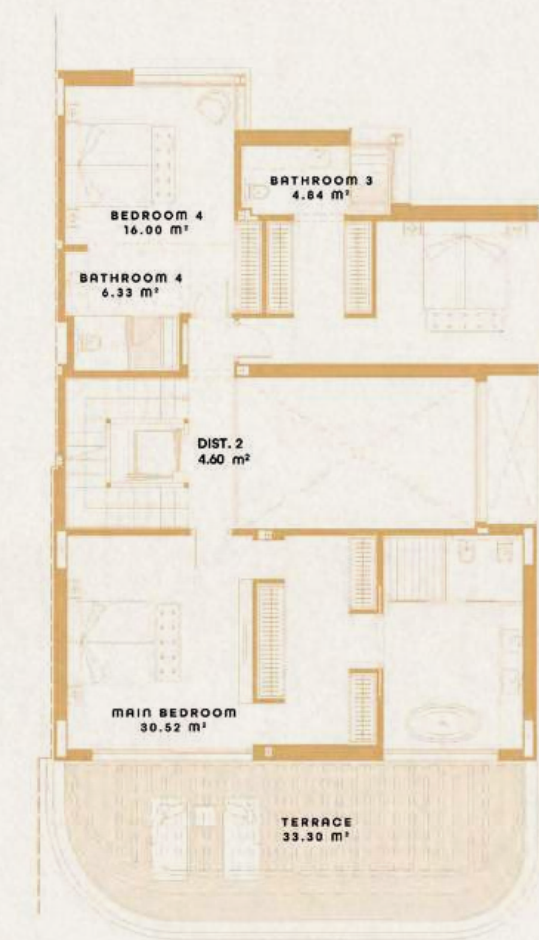 BATHROOM 3
4.84 m²
BEDROOM 4
16.00 m²
BATHROOM 4
6.33 m²
DIST. 2
4.60 m²
MAIN BEDROOM
30.52 m²
TERRACE
33.30 m²